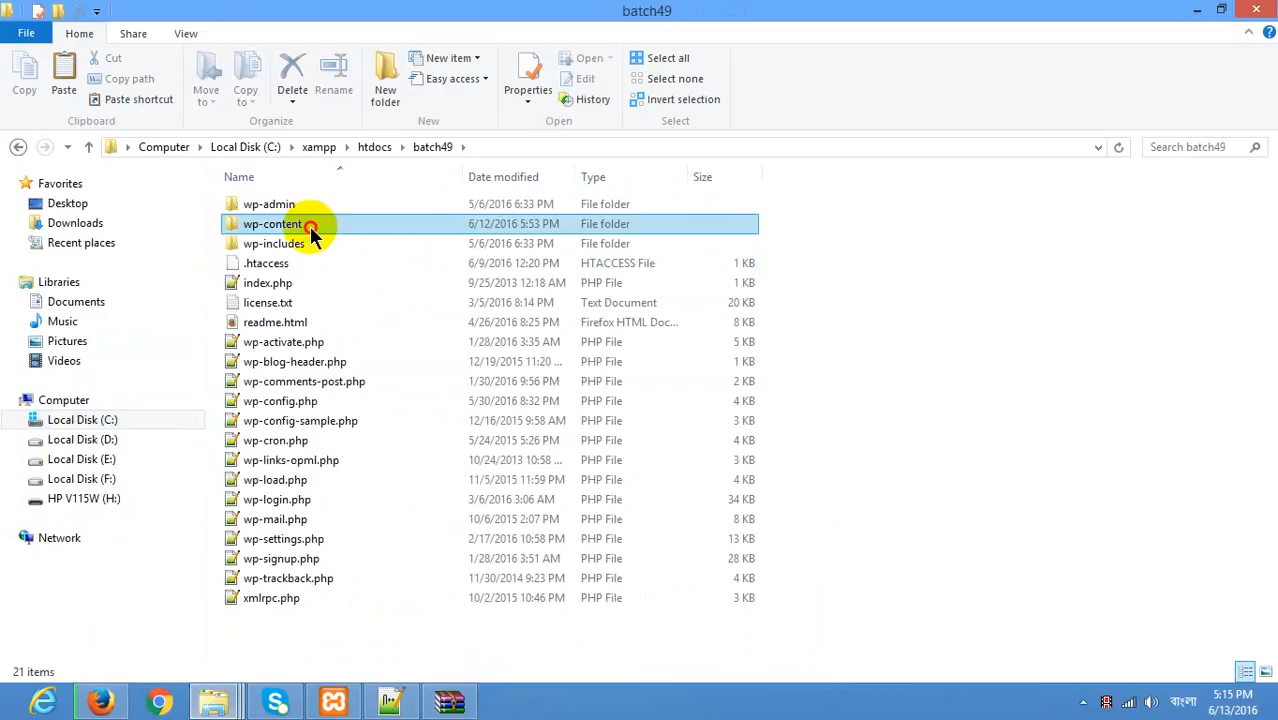 batch49
File Home Share View
Copy Paste Cut Copy path Paste shortcut Move to Copy to Delete Rename New folder New item Easy access Properties Open Edit History Select all Select none Invert selection
Clipboard Organize New Open Select
Computer Local Disk (C:) xampp htdocs batch49 Search batch49
Name Date modified Type Size
Favorites
Desktop
Downloads
Recent places
Libraries
Documents
Music
Pictures
Videos
Computer
Local Disk (C:)
Local Disk (D:)
Local Disk (E:)
Local Disk (F:)
HP V115W (H:)
Network
wp-admin 5/6/2016 6:33 PM File folder
wp-content 6/12/2016 5:53 PM File folder
wp-includes 5/6/2016 6:33 PM File folder
.htaccess 6/9/2016 12:20 PM HTACCESS File 1 KB
index.php 9/25/2013 12:18 AM PHP File 1 KB
license.txt 3/5/2016 8:14 PM Text Document 20 KB
readme.html 4/26/2016 8:25 PM Firefox HTML Doc... 8 KB
wp-activate.php 1/28/2016 3:35 AM PHP File 5 KB
wp-blog-header.php 12/19/2015 11:20 ... PHP File 1 KB
wp-comments-post.php 1/30/2016 9:56 PM PHP File 2 KB
wp-config.php 5/30/2016 8:32 PM PHP File 4 KB
wp-config-sample.php 12/16/2015 9:58 AM PHP File 3 KB
wp-cron.php 5/24/2015 5:26 PM PHP File 4 KB
wp-links-opml.php 10/24/2013 10:58 ... PHP File 3 KB
wp-load.php 11/5/2015 11:59 PM PHP File 4 KB
wp-login.php 3/6/2016 3:06 AM PHP File 34 KB
wp-mail.php 10/6/2015 2:07 PM PHP File 8 KB
wp-settings.php 2/17/2016 10:58 PM PHP File 13 KB
wp-signup.php 1/28/2016 3:51 AM PHP File 28 KB
wp-trackback.php 11/30/2014 9:23 PM PHP File 4 KB
xmlrpc.php 10/2/2015 10:46 PM PHP File 3 KB
21 items
বাংলা
5:15 PM
6/13/2016